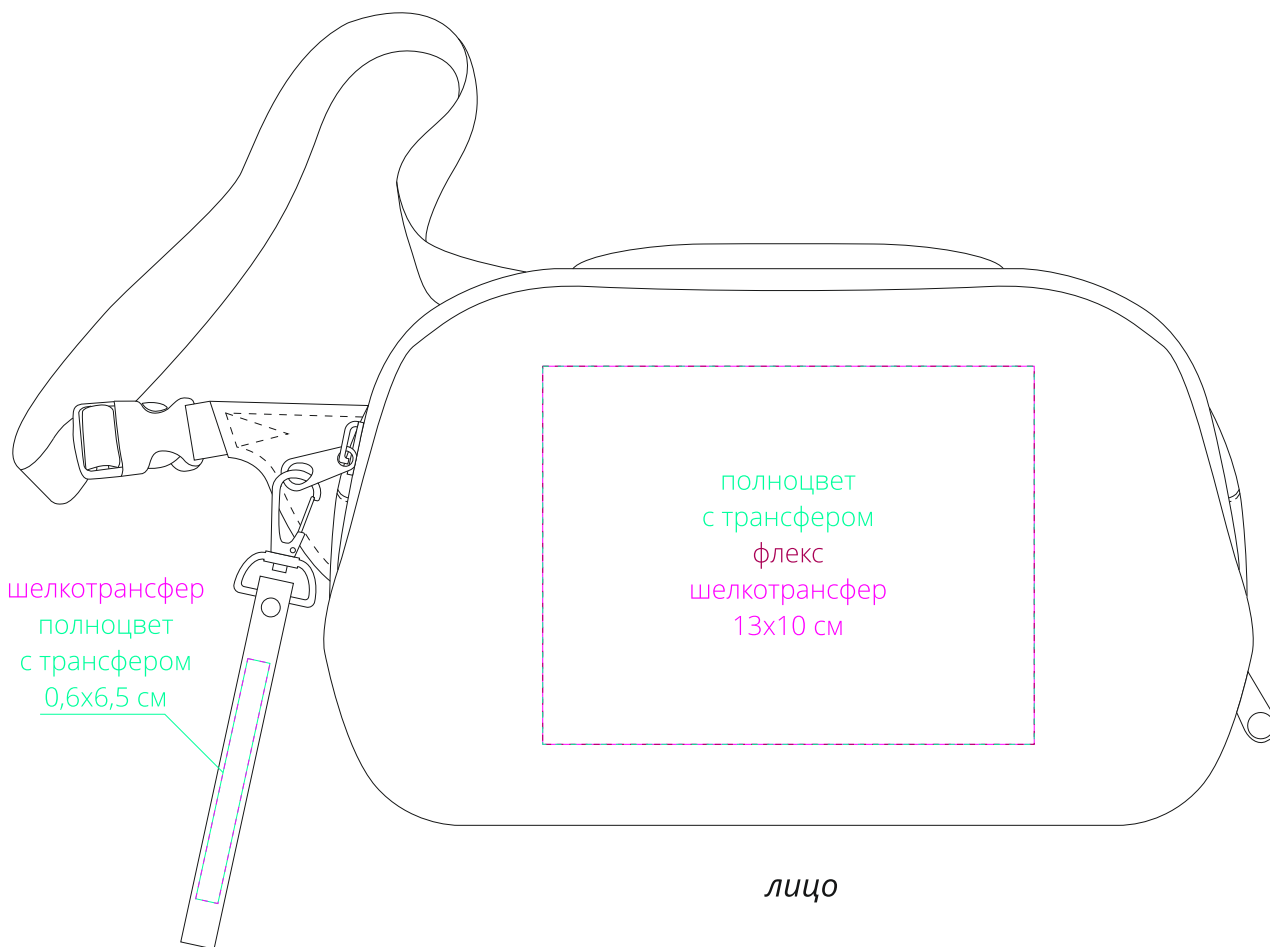 полноцвет
с трансфером
флекс
шелкотрансфер
13х10 см
шелкотрансфер
полноцвет
с трансфером
0,6х6,5 см
лицо